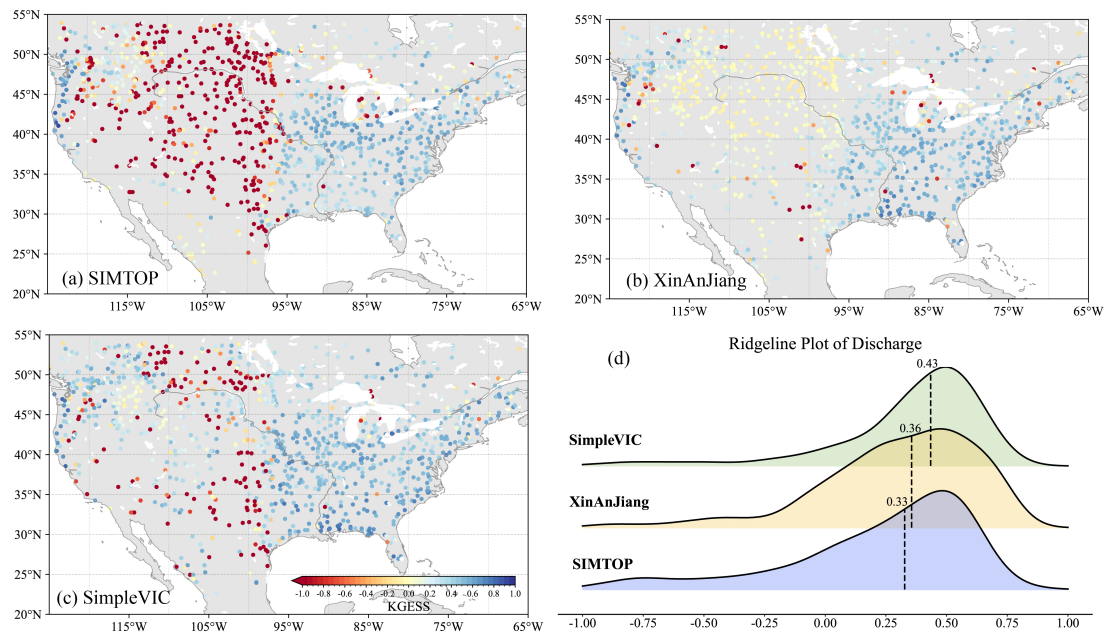 55°N
50°N
45°N
40°N
35°N
30°N
25°N
20°N
(a) SIMTOP
115°W 105°W 95°W 85°W 75°W 65°W
55°N
50°N
45°N
40°N
35°N
30°N
25°N
20°N
(b) XinAnJiang
115°W 105°W 95°W 85°W 75°W 65°W
55°N
50°N
45°N
40°N
35°N
30°N
25°N
20°N
(c) SimpleVIC
-1.0 -0.8 -0.6 -0.4 -0.2 0.0 0.2 0.4 0.6 0.8 1.0
KGESS
115°W 105°W 95°W 85°W 75°W 65°W
Ridgeline Plot of Discharge
(d)
0.43
SimpleVIC
0.36
XinAnJiang
0.33
SIMTOP
-1.00 -0.75 -0.50 -0.25 0.00 0.25 0.50 0.75 1.00